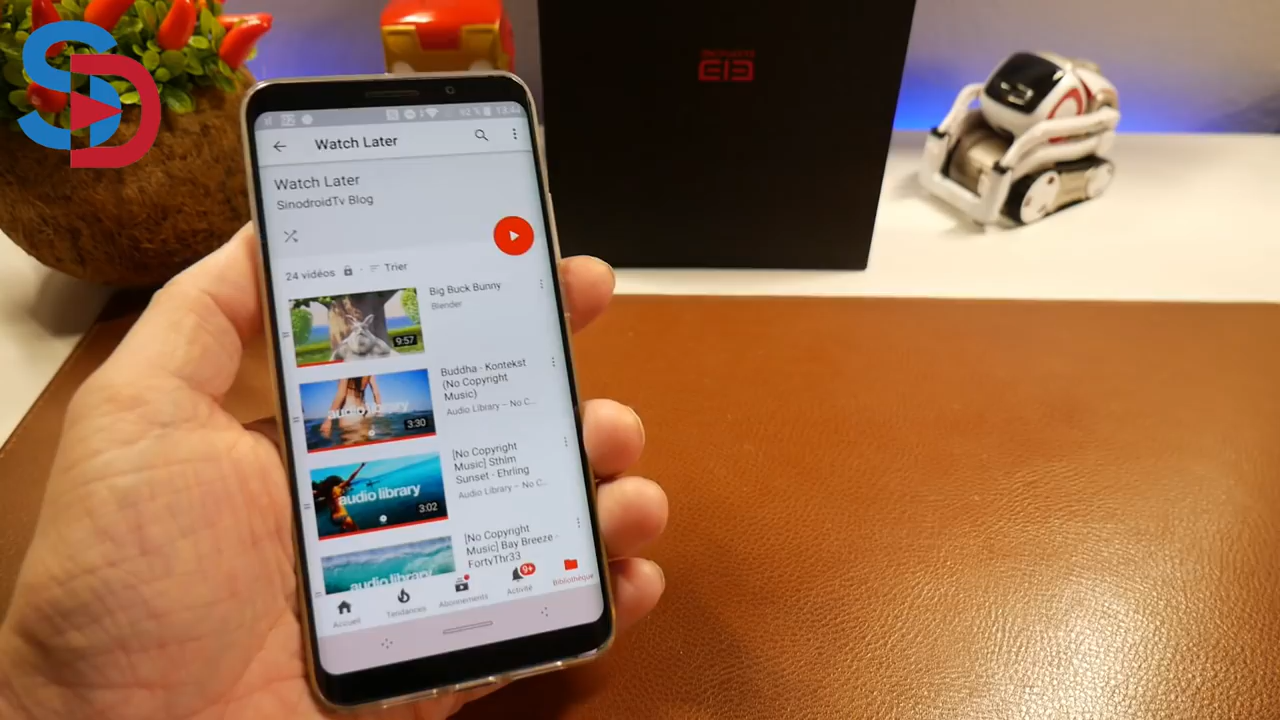 SD
92 %
Watch Later
Watch Later
SinodroidTv Blog
24 vidéos
Trier
Big Buck Bunny
Blender
9:57
Buddha - Kontekst
(No Copyright
Music)
Audio Library – No C...
audio library
3:30
[No Copyright
Music] Sthlm
Sunset - Ehrling
Audio Library – No C...
audio library
3:02
[No Copyright
Music] Bay Breeze -
FortyThr33
audio library
Accueil
Tendances
Abonnements
9+
Activité
Bibliothèque